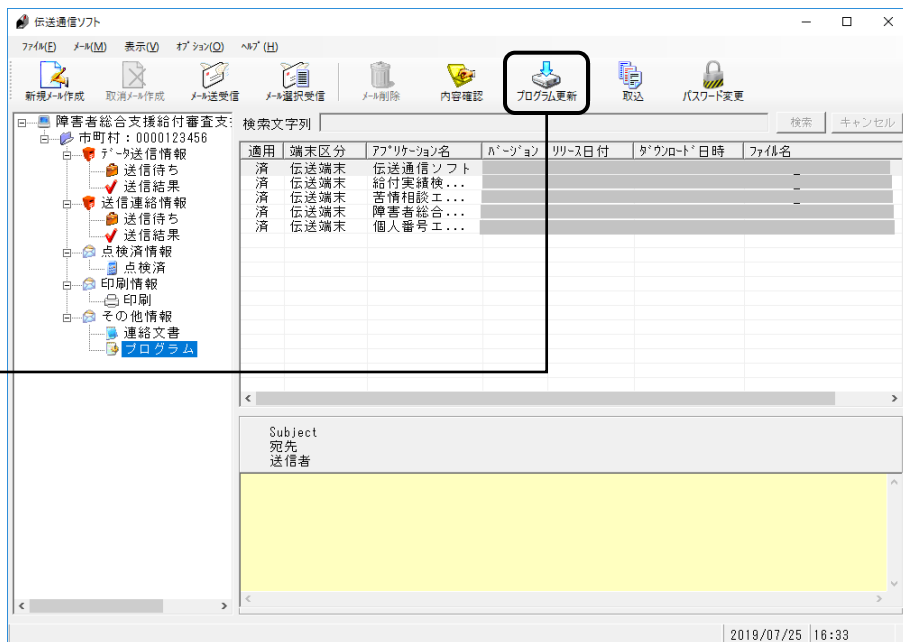 伝送通信ソフト
ファイル(F) メール(M) 表示(V) オプション(O) ヘルプ(H)
新規メール作成 取消メール作成 メール送受信 メール選択受信 メール削除 内容確認 プログラム更新 取込 パスワード変更
障害者総合支援給付審査支
市町村：0000123456
データ送信情報
送信待ち
送信結果
送信連絡情報
送信待ち
送信結果
点検済情報
点検済
印刷情報
印刷
その他情報
連絡文書
プログラム
検索文字列 検索 キャンセル
適用 端末区分 アプリケーション名 バージョン リリース日付 ダウンロード日時 ファイル名
済 伝送端末 伝送通信ソフト
済 伝送端末 給付実績検...
済 伝送端末 苦情相談エ...
済 伝送端末 障害者総合...
済 伝送端末 個人番号エ...
Subject
宛先
送信者
2019/07/25 16:33